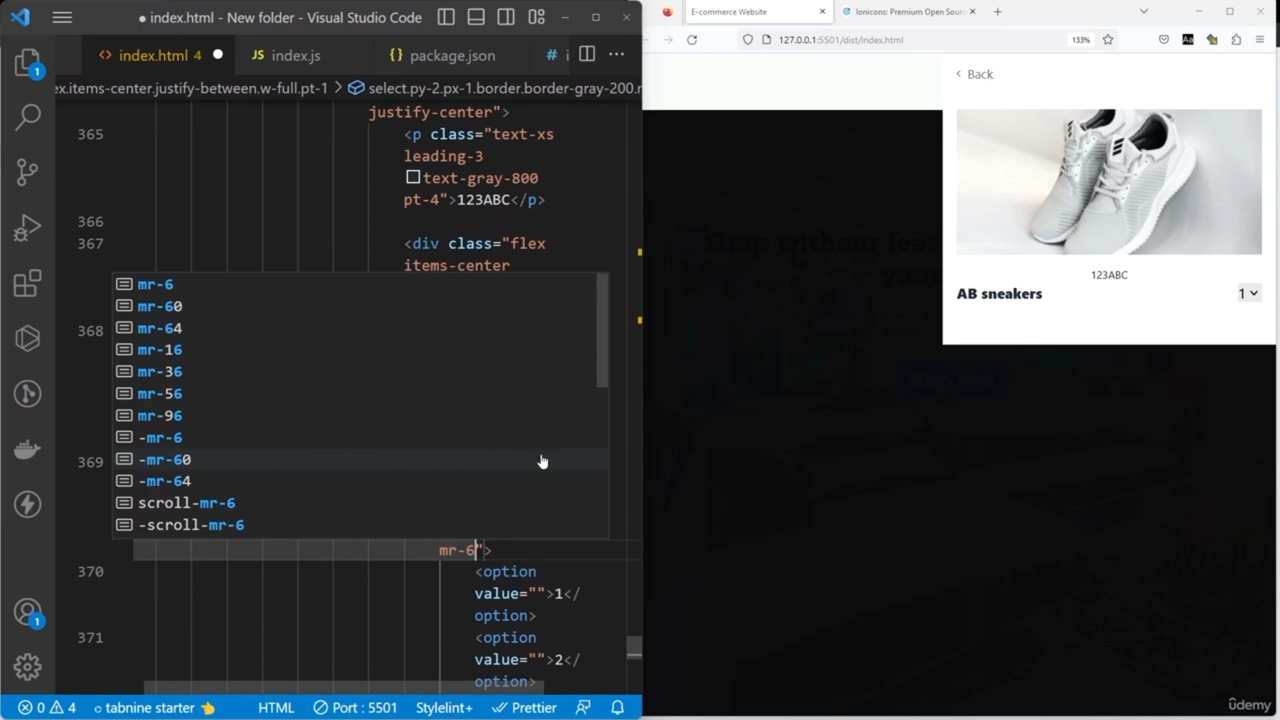 ● index.html - New folder - Visual Studio Code
<> index.html 4 ●
JS index.js
{} package.json
# i
ex.items-center.justify-between.w-full.pt-1 > select.py-2.px-1.border.border-gray-200.r
justify-center">
365 <p class="text-xs
leading-3
text-gray-800
pt-4">123ABC</p>
366
367 <div class="flex
items-center
368
369
mr-6
mr-60
mr-64
mr-16
mr-36
mr-56
mr-96
-mr-6
-mr-60
-mr-64
scroll-mr-6
-scroll-mr-6
mr-6">
370 <option
value="">1</
option>
371 <option
value="">2</
option>
1
1
0 4 tabnine starter 👈 HTML Port : 5501 Stylelint+ Prettier
E-commerce Website
Ionicons: Premium Open Sour
127.0.0.1:5501/dist/index.html
133%
Aa
Back
123ABC
AB sneakers
1
Shop without leav
Shop Now
ûdemy